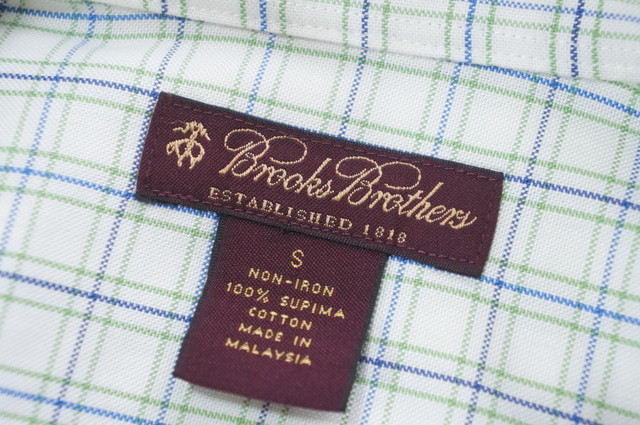 Brooks Brothers
ESTABLISHED 1818
S
NON-IRON
100% SUPIMA
COTTON
MADE IN
MALAYSIA